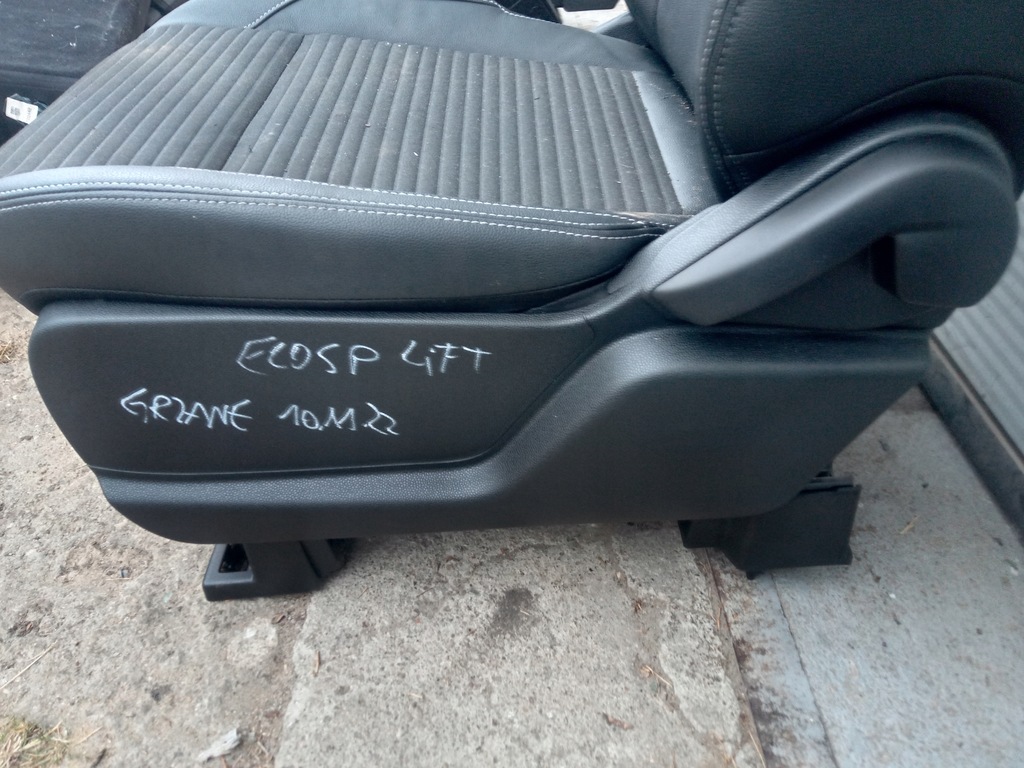 ECOSP LIFT
GRZANE 10.11.22